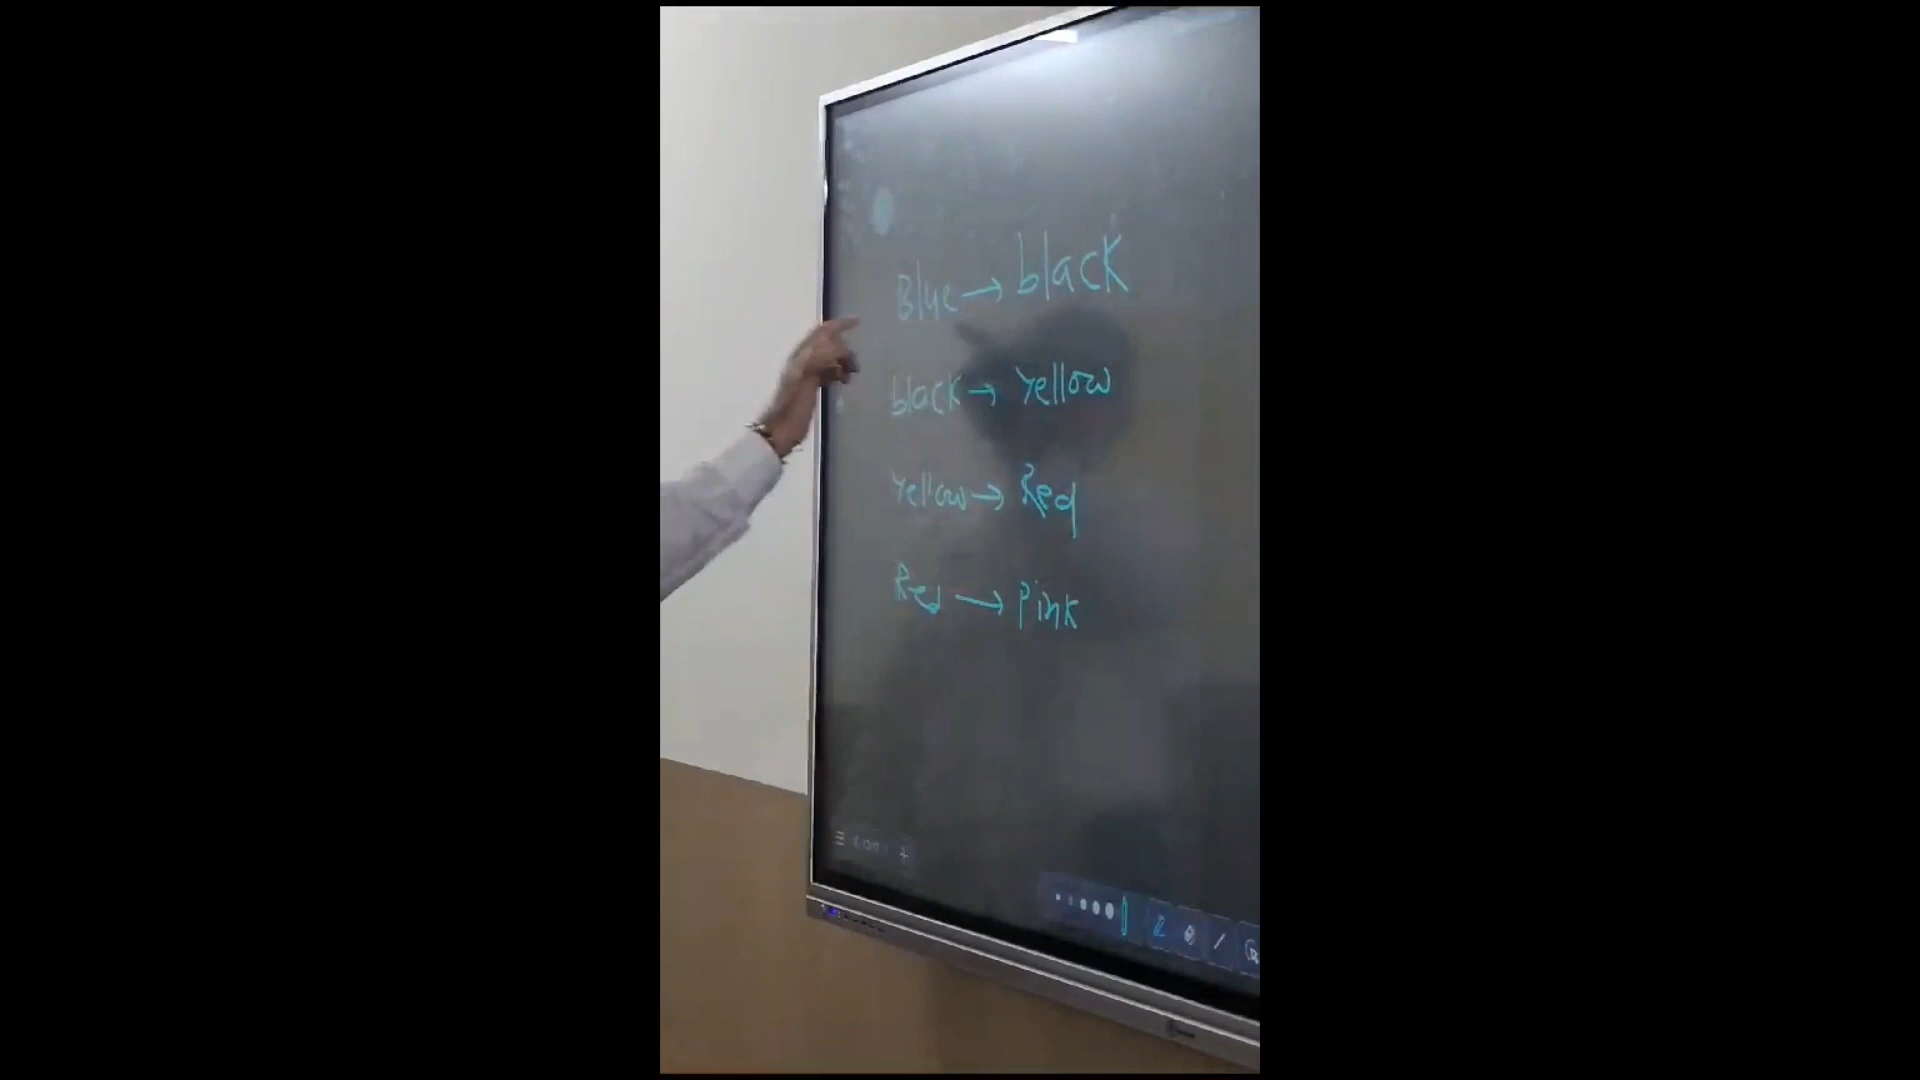 Blue → black
black → Yellow
Yellow → Red
Red → Pink